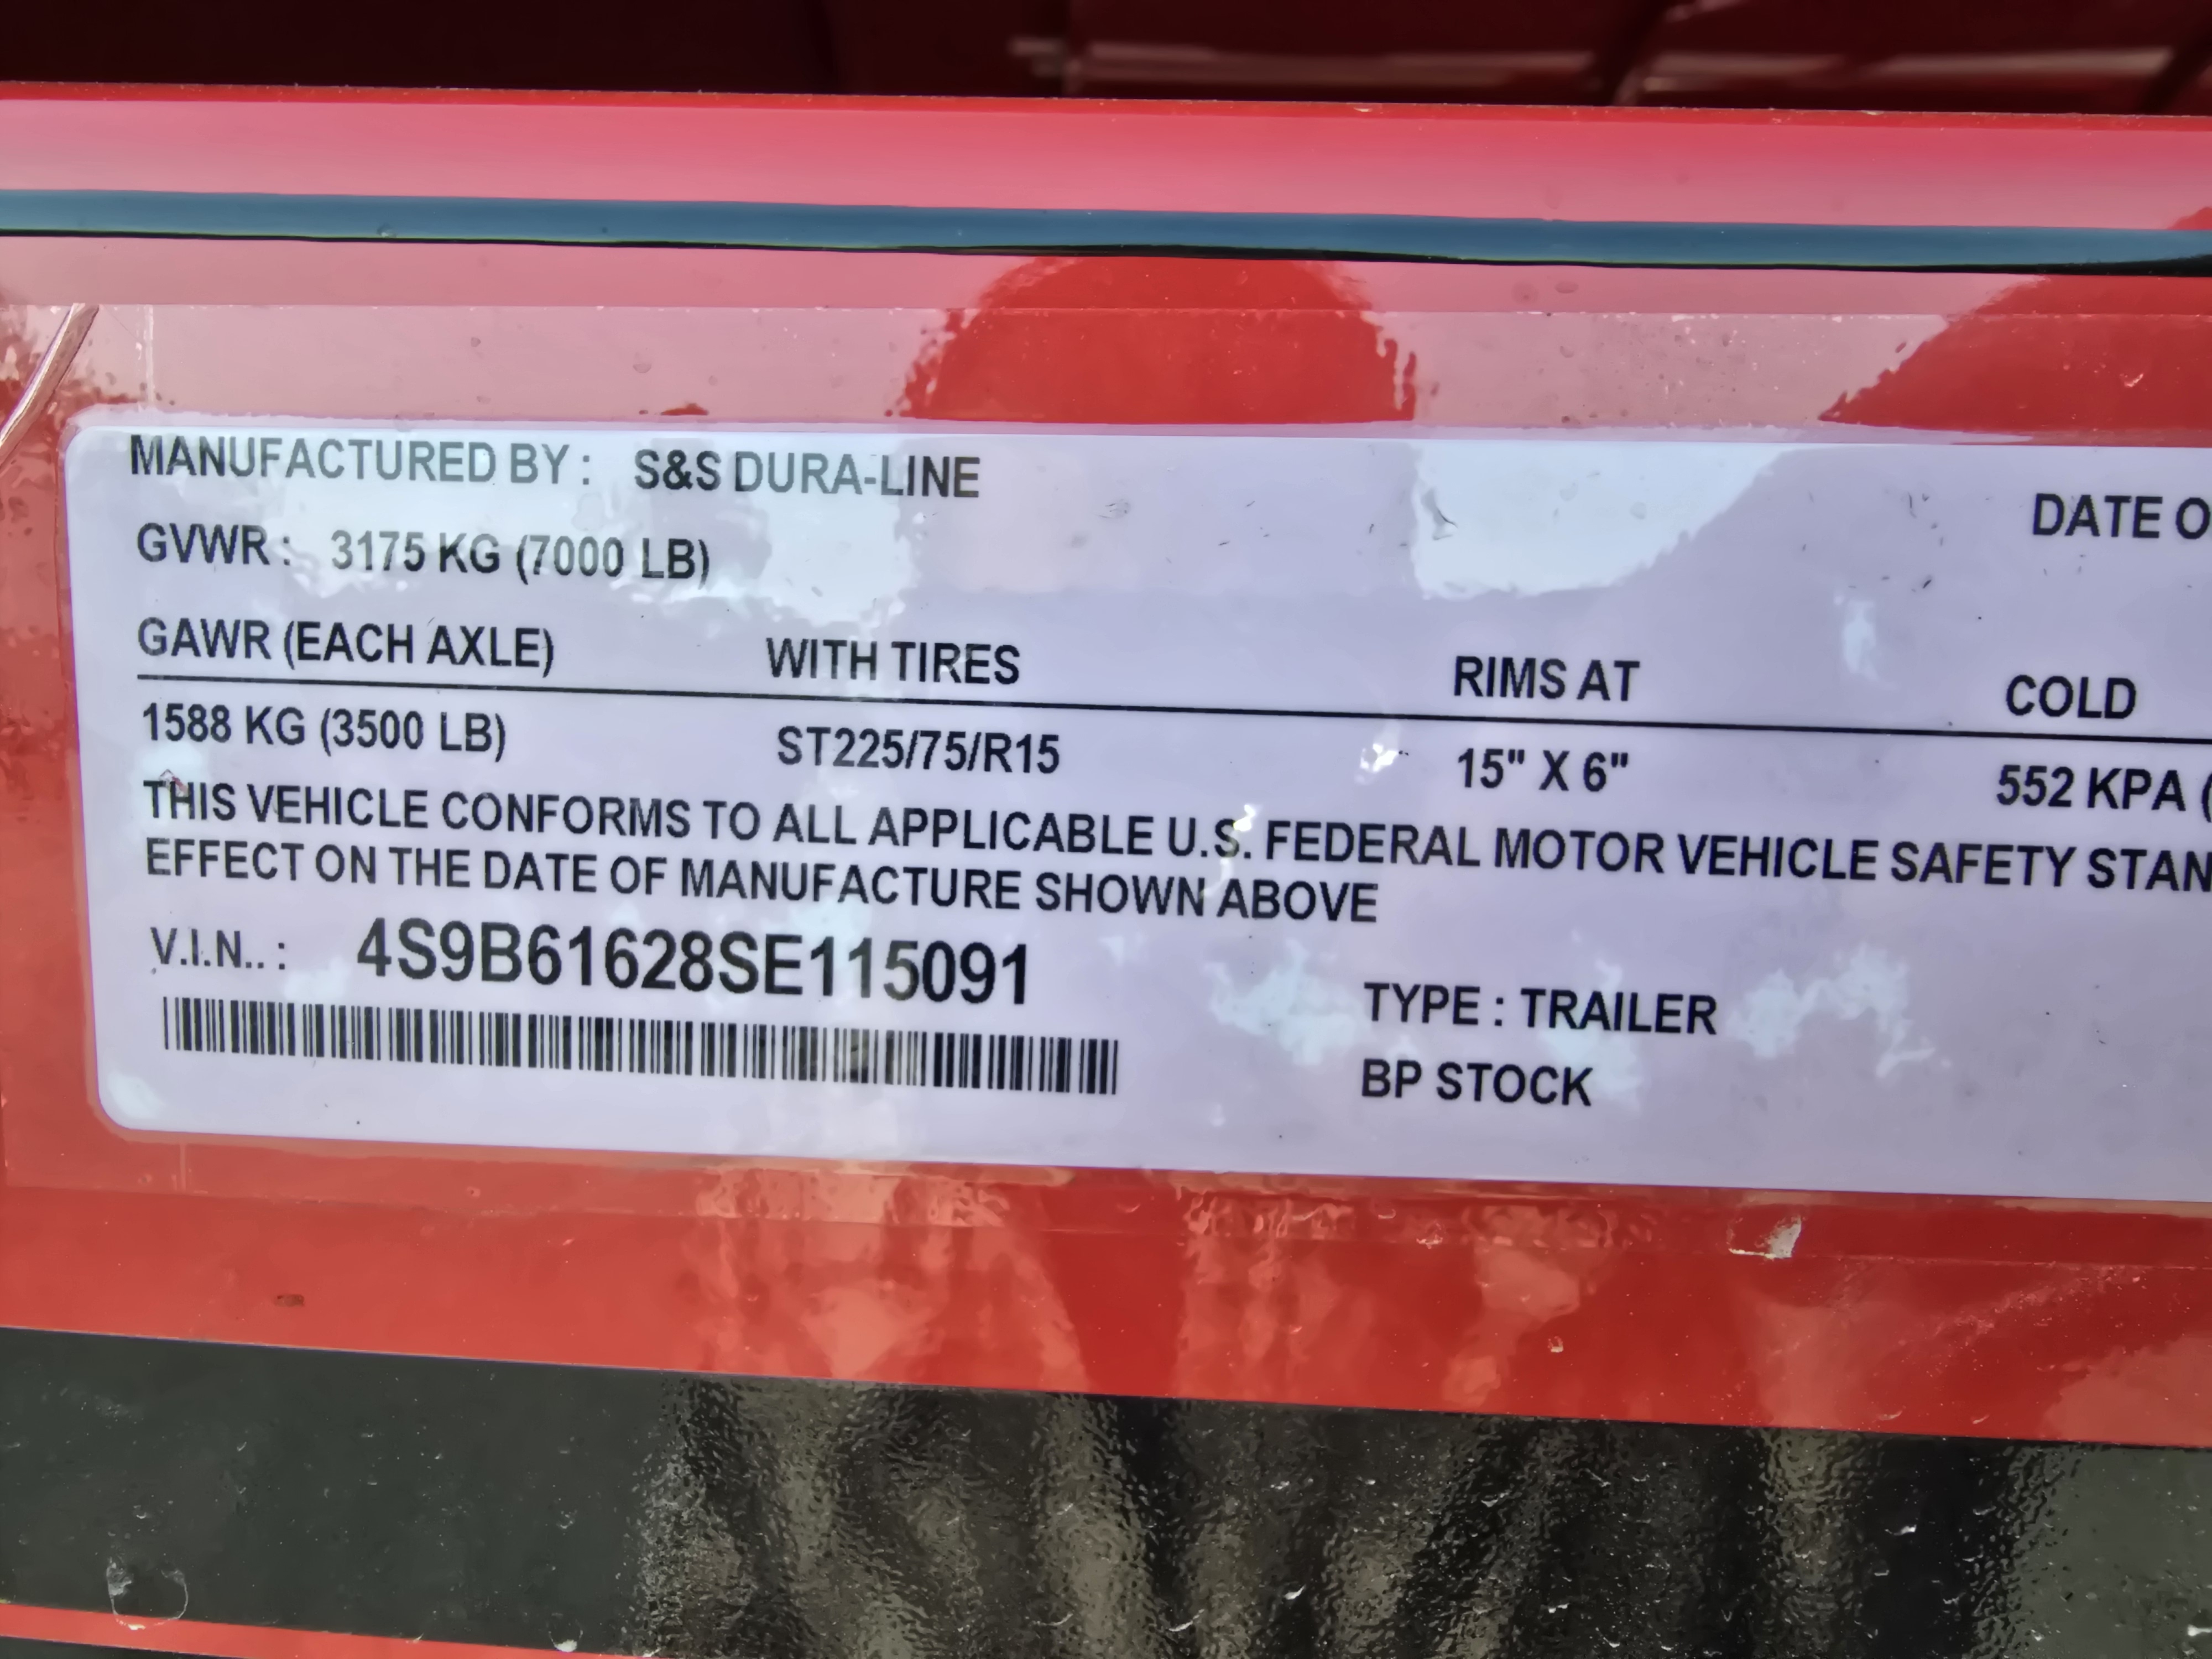 MANUFACTURED BY : S&S DURA-LINE
DATE O
GVWR : 3175 KG (7000 LB)
GAWR (EACH AXLE) WITH TIRES RIMS AT COLD
1588 KG (3500 LB) ST225/75/R15 15" X 6" 552 KPA (
THIS VEHICLE CONFORMS TO ALL APPLICABLE U.S. FEDERAL MOTOR VEHICLE SAFETY STAN
EFFECT ON THE DATE OF MANUFACTURE SHOWN ABOVE
V.I.N.. : 4S9B61628SE115091
TYPE : TRAILER
BP STOCK